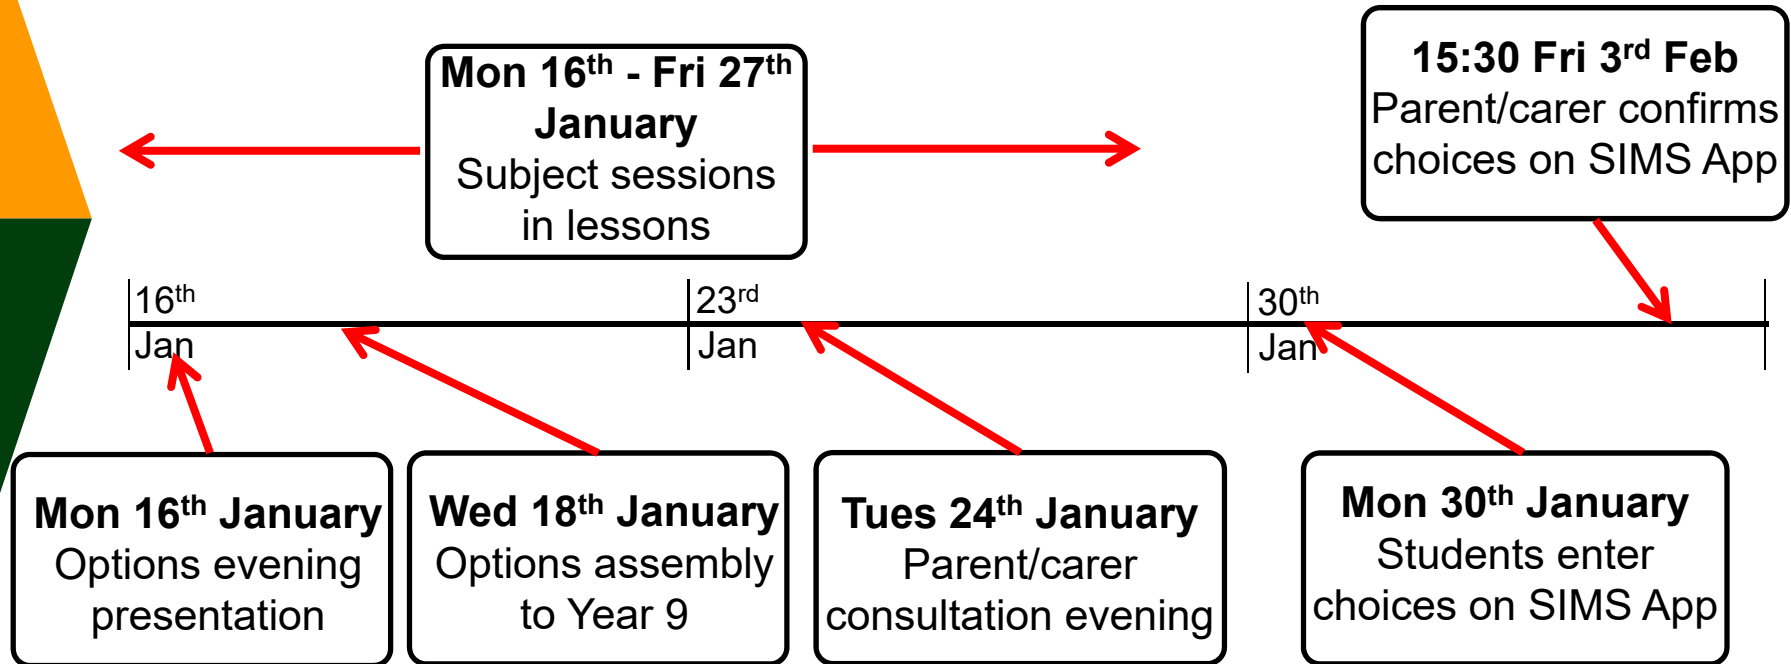 Mon 16th - Fri 27th
January
Subject sessions
in lessons
15:30 Fri 3rd Feb
Parent/carer confirms
choices on SIMS App
16th
Jan
23rd
Jan
30th
Jan
Mon 16th January
Options evening
presentation
Wed 18th January
Options assembly
to Year 9
Tues 24th January
Parent/carer
consultation evening
Mon 30th January
Students enter
choices on SIMS App